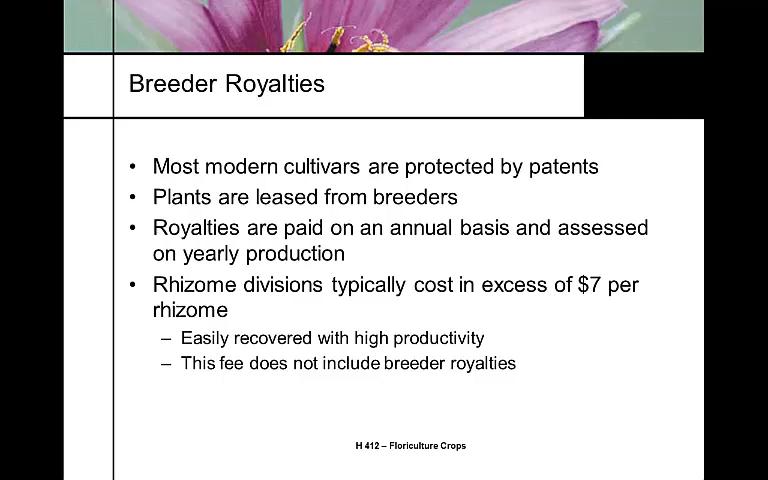 Breeder Royalties
• Most modern cultivars are protected by patents
• Plants are leased from breeders
• Royalties are paid on an annual basis and assessed
on yearly production
• Rhizome divisions typically cost in excess of $7 per
rhizome
– Easily recovered with high productivity
– This fee does not include breeder royalties
H 412 – Floriculture Crops